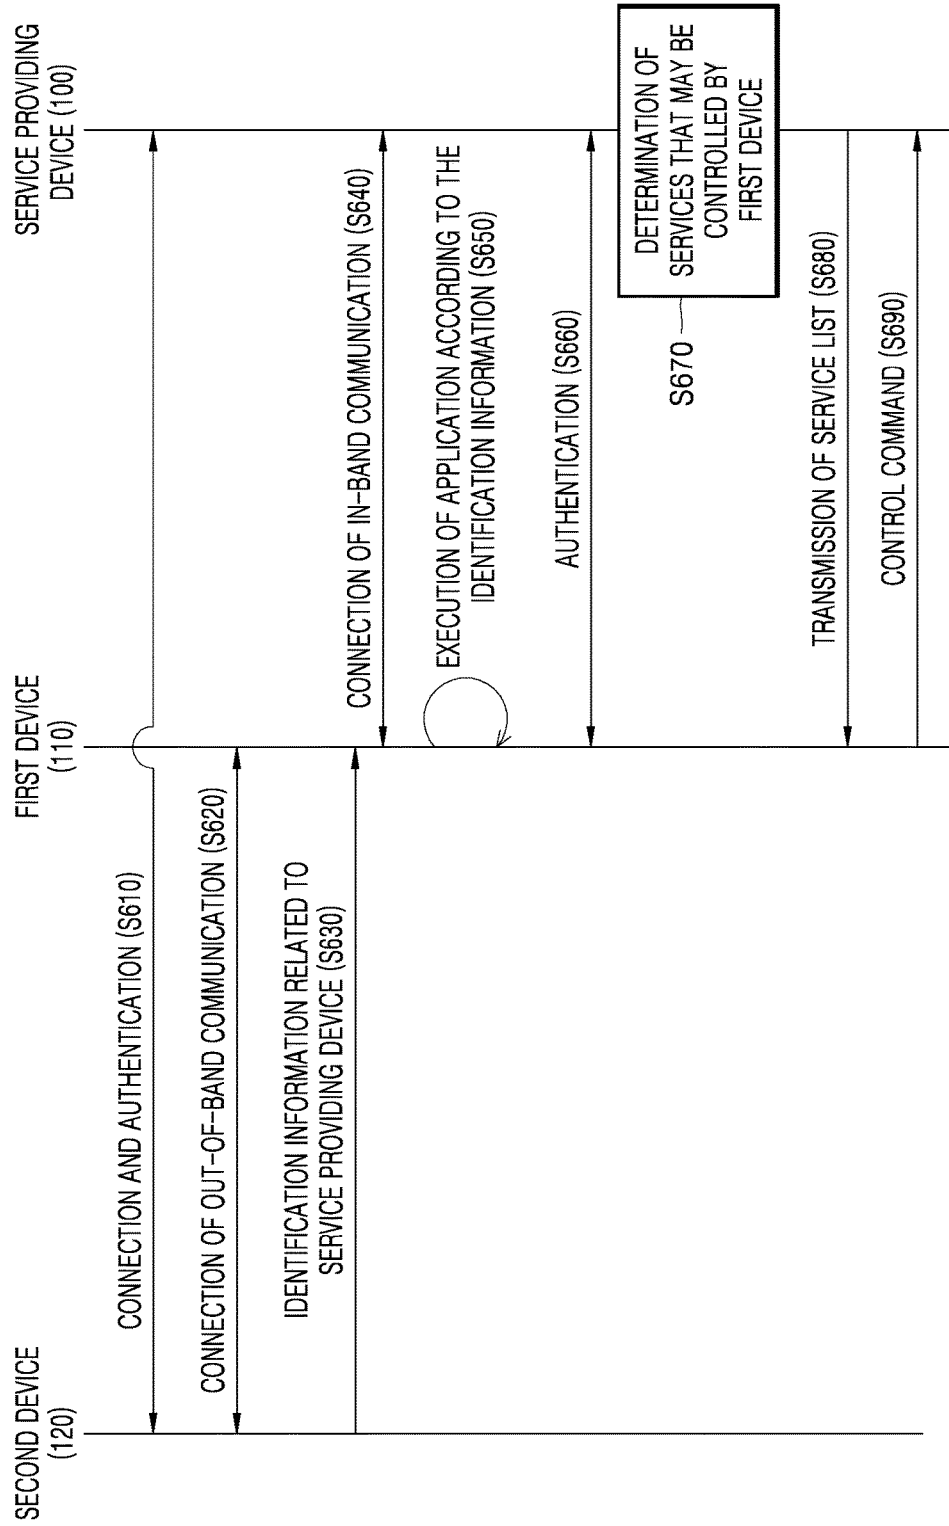 SECOND DEVICE
(120)
FIRST DEVICE
(110)
SERVICE PROVIDING
DEVICE (100)
CONNECTION AND AUTHENTICATION (S610)
CONNECTION OF OUT-OF-BAND COMMUNICATION (S620)
IDENTIFICATION INFORMATION RELATED TO
SERVICE PROVIDING DEVICE (S630)
CONNECTION OF IN-BAND COMMUNICATION (S640)
EXECUTION OF APPLICATION ACCORDING TO THE
IDENTIFICATION INFORMATION (S650)
AUTHENTICATION (S660)
S670
DETERMINATION OF
SERVICES THAT MAY BE
CONTROLLED BY
FIRST DEVICE
TRANSMISSION OF SERVICE LIST (S680)
CONTROL COMMAND (S690)